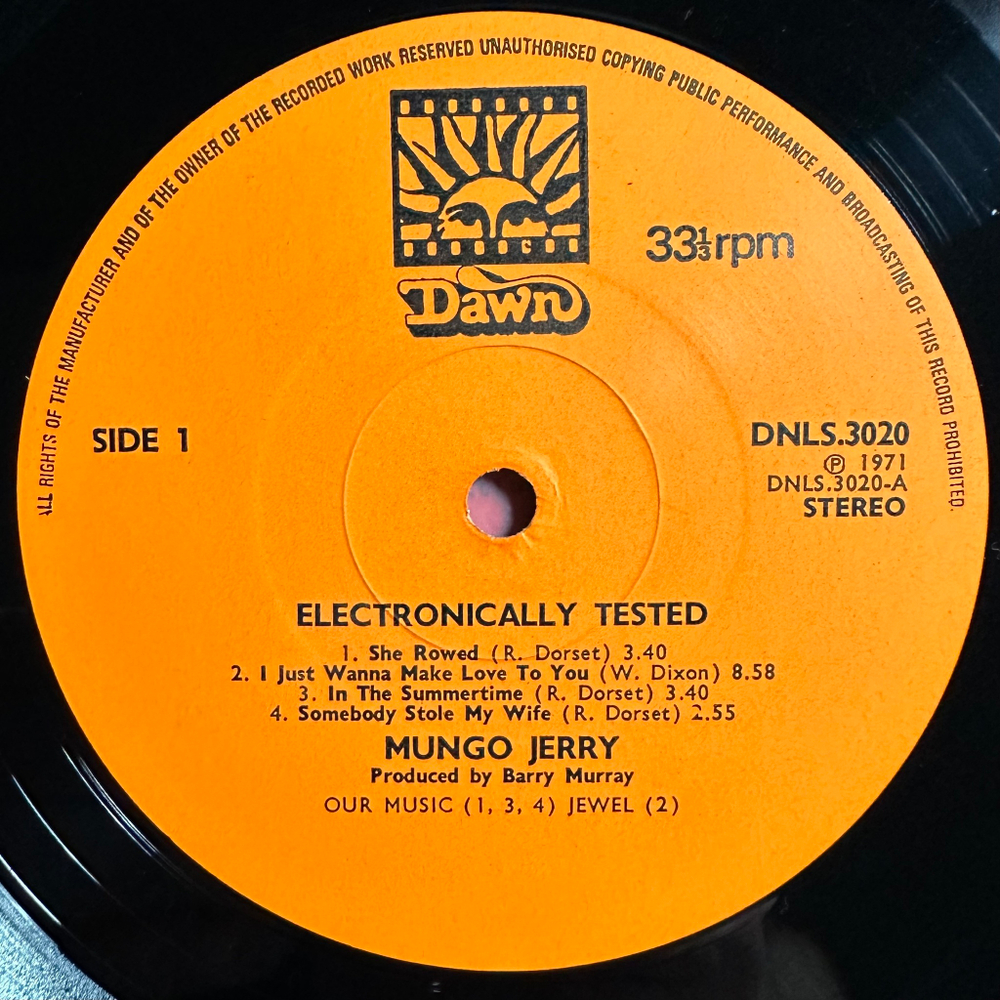 ALL RIGHTS OF THE MANUFACTURER AND OF THE OWNER OF THE RECORDED WORK RESERVED UNAUTHORISED COPYING PUBLIC PERFORMANCE AND BROADCASTING OF THIS RECORD PROHIBITED.
Dawn
33⅓rpm
SIDE 1
DNLS.3020
℗ 1971
DNLS.3020-A
STEREO
ELECTRONICALLY TESTED
1. She Rowed (R. Dorset) 3.40
2. I Just Wanna Make Love To You (W. Dixon) 8.58
3. In The Summertime (R. Dorset) 3.40
4. Somebody Stole My Wife (R. Dorset) 2.55
MUNGO JERRY
Produced by Barry Murray
OUR MUSIC (1, 3, 4) JEWEL (2)